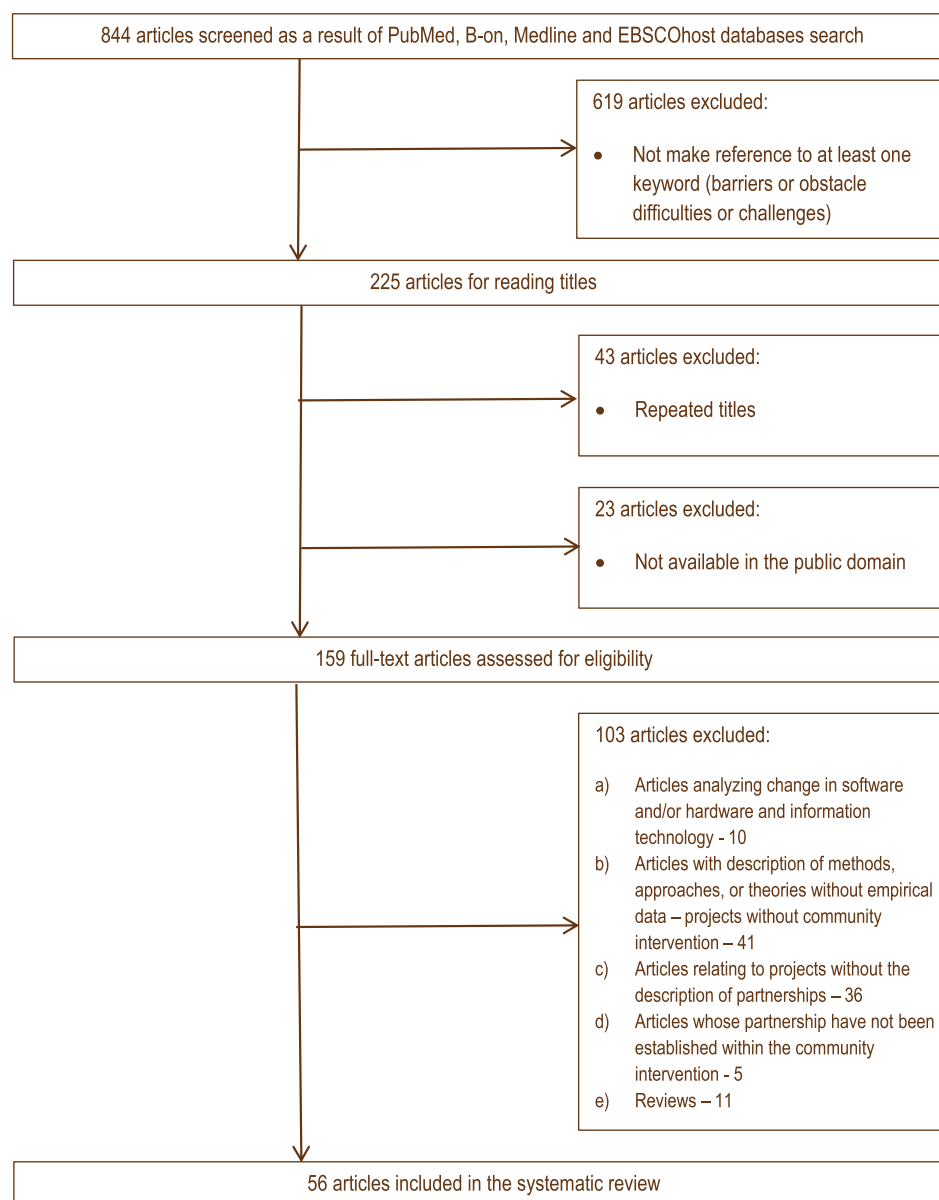 844 articles screened as a result of PubMed, B-on, Medline and EBSCOhost databases search
619 articles excluded:
● Not make reference to at least one
keyword (barriers or obstacle
difficulties or challenges)
225 articles for reading titles
43 articles excluded:
● Repeated titles
23 articles excluded:
● Not available in the public domain
159 full-text articles assessed for eligibility
103 articles excluded:
a) Articles analyzing change in software
and/or hardware and information
technology - 10
b) Articles with description of methods,
approaches, or theories without empirical
data – projects without community
intervention – 41
c) Articles relating to projects without the
description of partnerships – 36
d) Articles whose partnership have not been
established within the community
intervention - 5
e) Reviews – 11
56 articles included in the systematic review